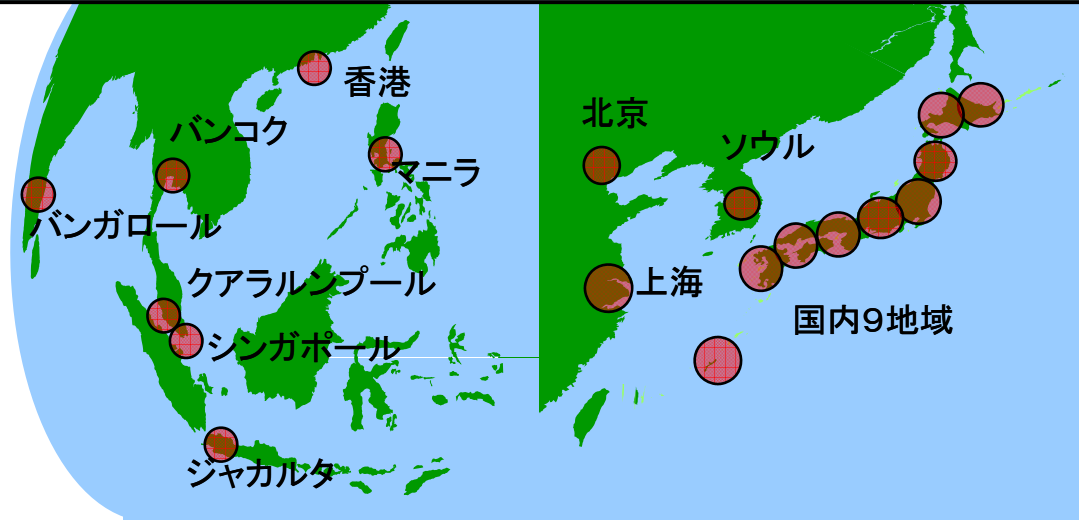 香港
バンコク
マニラ
バンガロール
クアラルンプール
シンガポール
ジャカルタ
北京
ソウル
上海
国内９地域